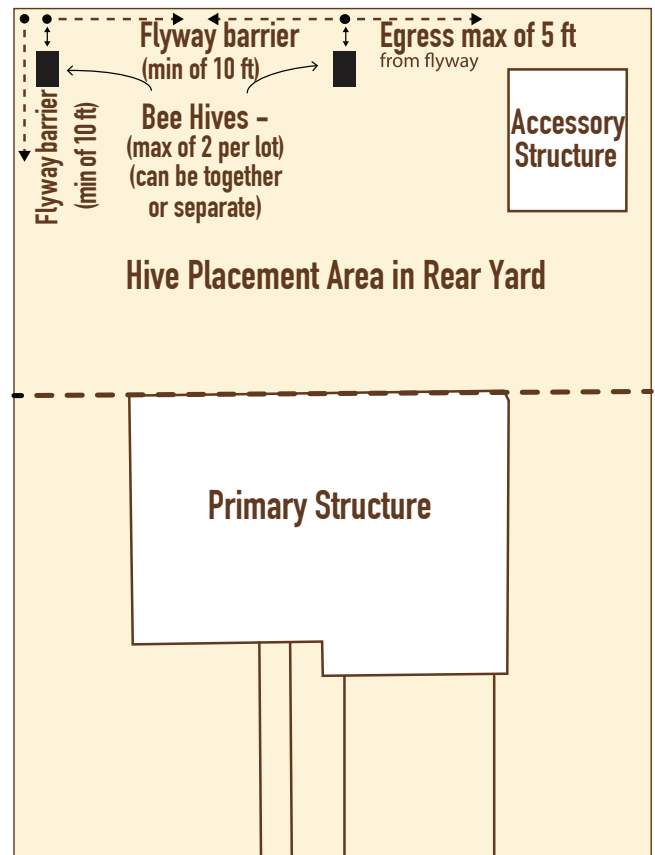 Flyway barrier
(min of 10 ft)
Egress max of 5 ft
from flyway
Flyway barrier
(min of 10 ft)
Bee Hives –
(max of 2 per lot)
(can be together
or separate)
Accessory
Structure
Hive Placement Area in Rear Yard
Primary Structure